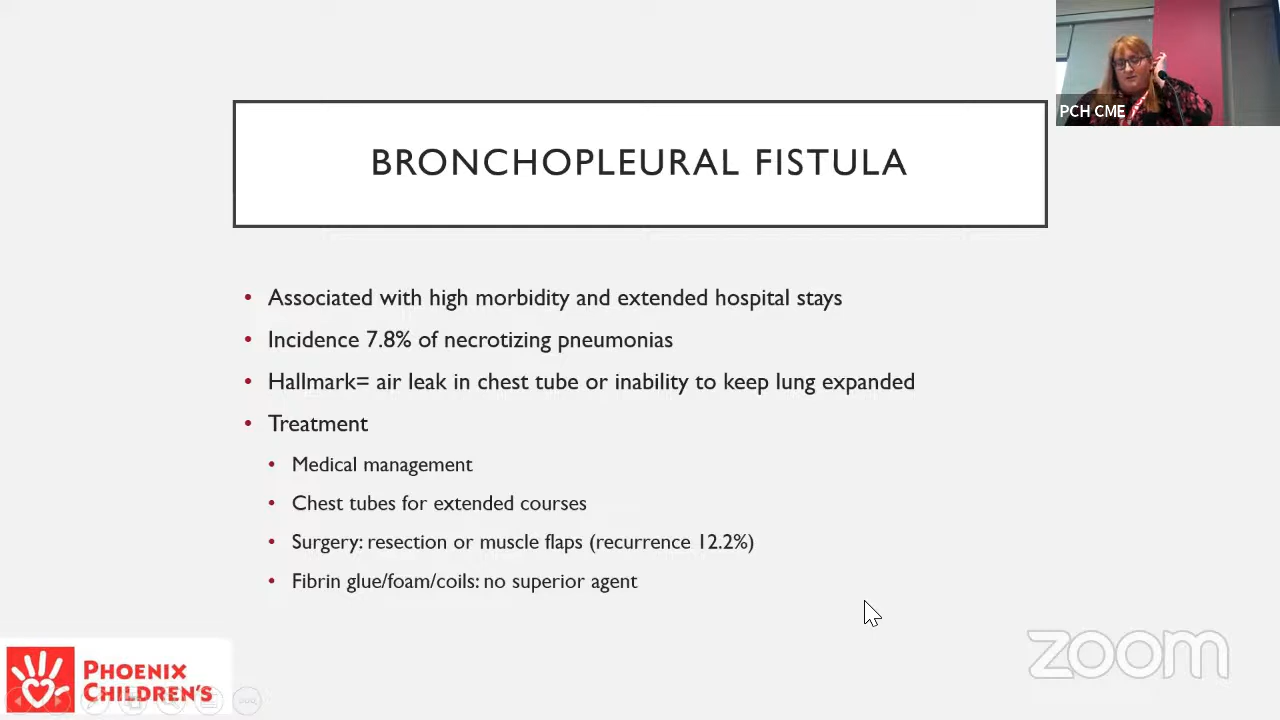 PCH CME
BRONCHOPLEURAL FISTULA
• Associated with high morbidity and extended hospital stays
• Incidence 7.8% of necrotizing pneumonias
• Hallmark= air leak in chest tube or inability to keep lung expanded
• Treatment
• Medical management
• Chest tubes for extended courses
• Surgery: resection or muscle flaps (recurrence 12.2%)
• Fibrin glue/foam/coils: no superior agent
PHOENIX
CHILDREN'S
zoom